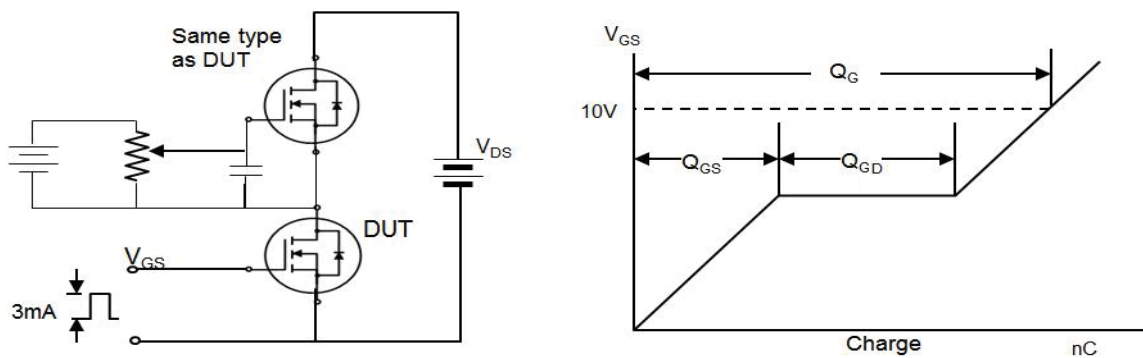 Same type
as DUT
V_DS
DUT
V_GS
3mA
V_GS
Q_G
10V
Q_GS
Q_GD
Charge
nC